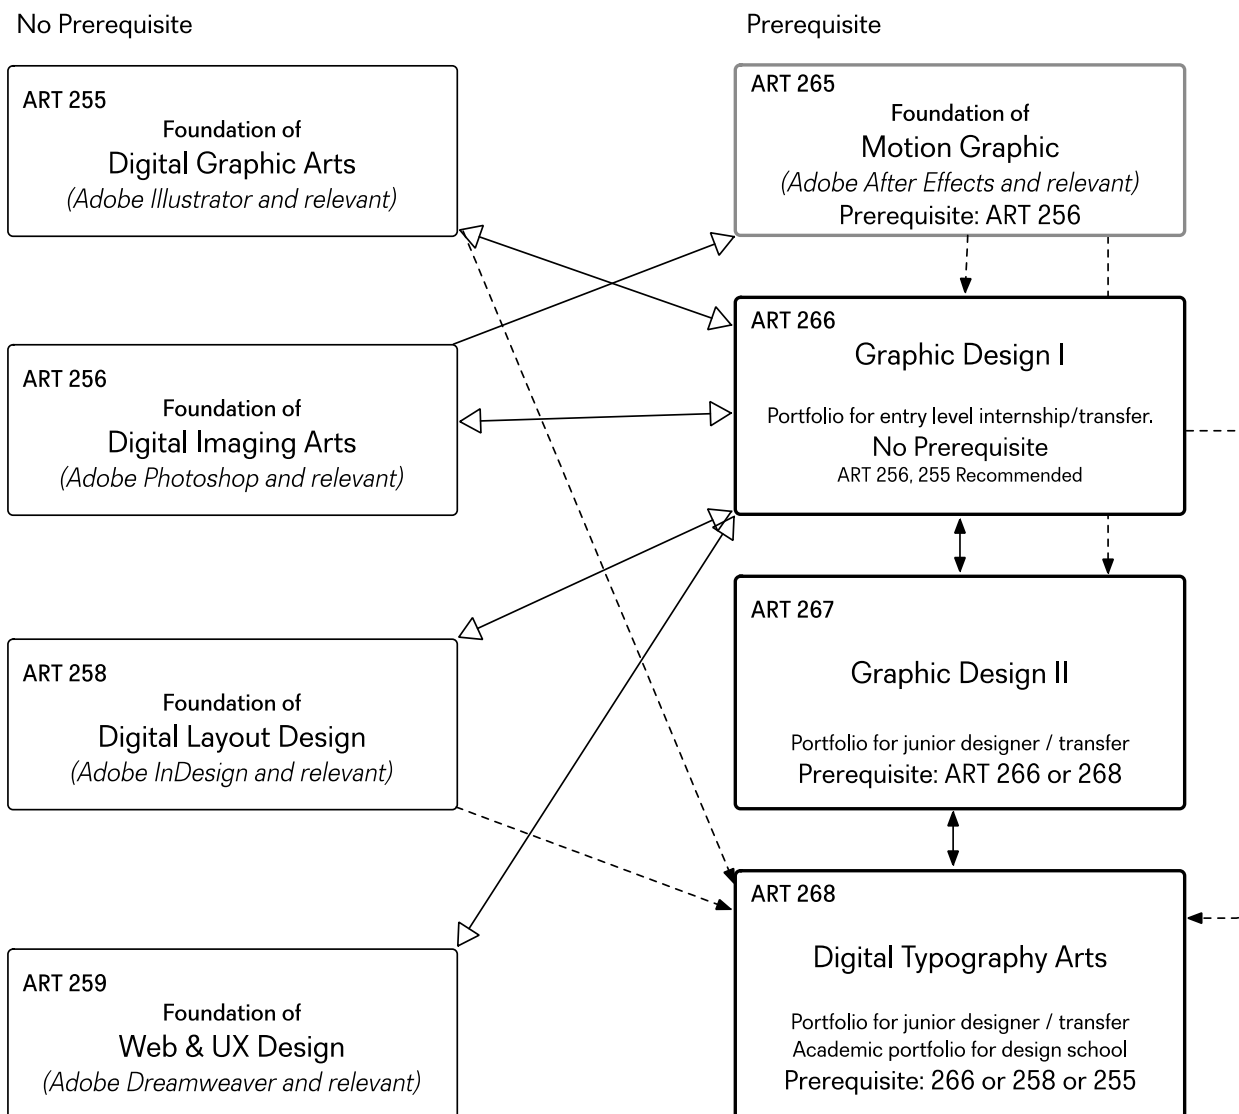 No Prerequisite
ART 255
Foundation of
Digital Graphic Arts
(Adobe Illustrator and relevant)
ART 256
Foundation of
Digital Imaging Arts
(Adobe Photoshop and relevant)
ART 258
Foundation of
Digital Layout Design
(Adobe InDesign and relevant)
ART 259
Foundation of
Web & UX Design
(Adobe Dreamweaver and relevant)
Prerequisite
ART 265
Foundation of
Motion Graphic
(Adobe After Effects and relevant)
Prerequisite: ART 256
ART 266
Graphic Design I
Portfolio for entry level internship/transfer.
No Prerequisite
ART 256, 255 Recommended
ART 267
Graphic Design II
Portfolio for junior designer / transfer
Prerequisite: ART 266 or 268
ART 268
Digital Typography Arts
Portfolio for junior designer / transfer
Academic portfolio for design school
Prerequisite: 266 or 258 or 255